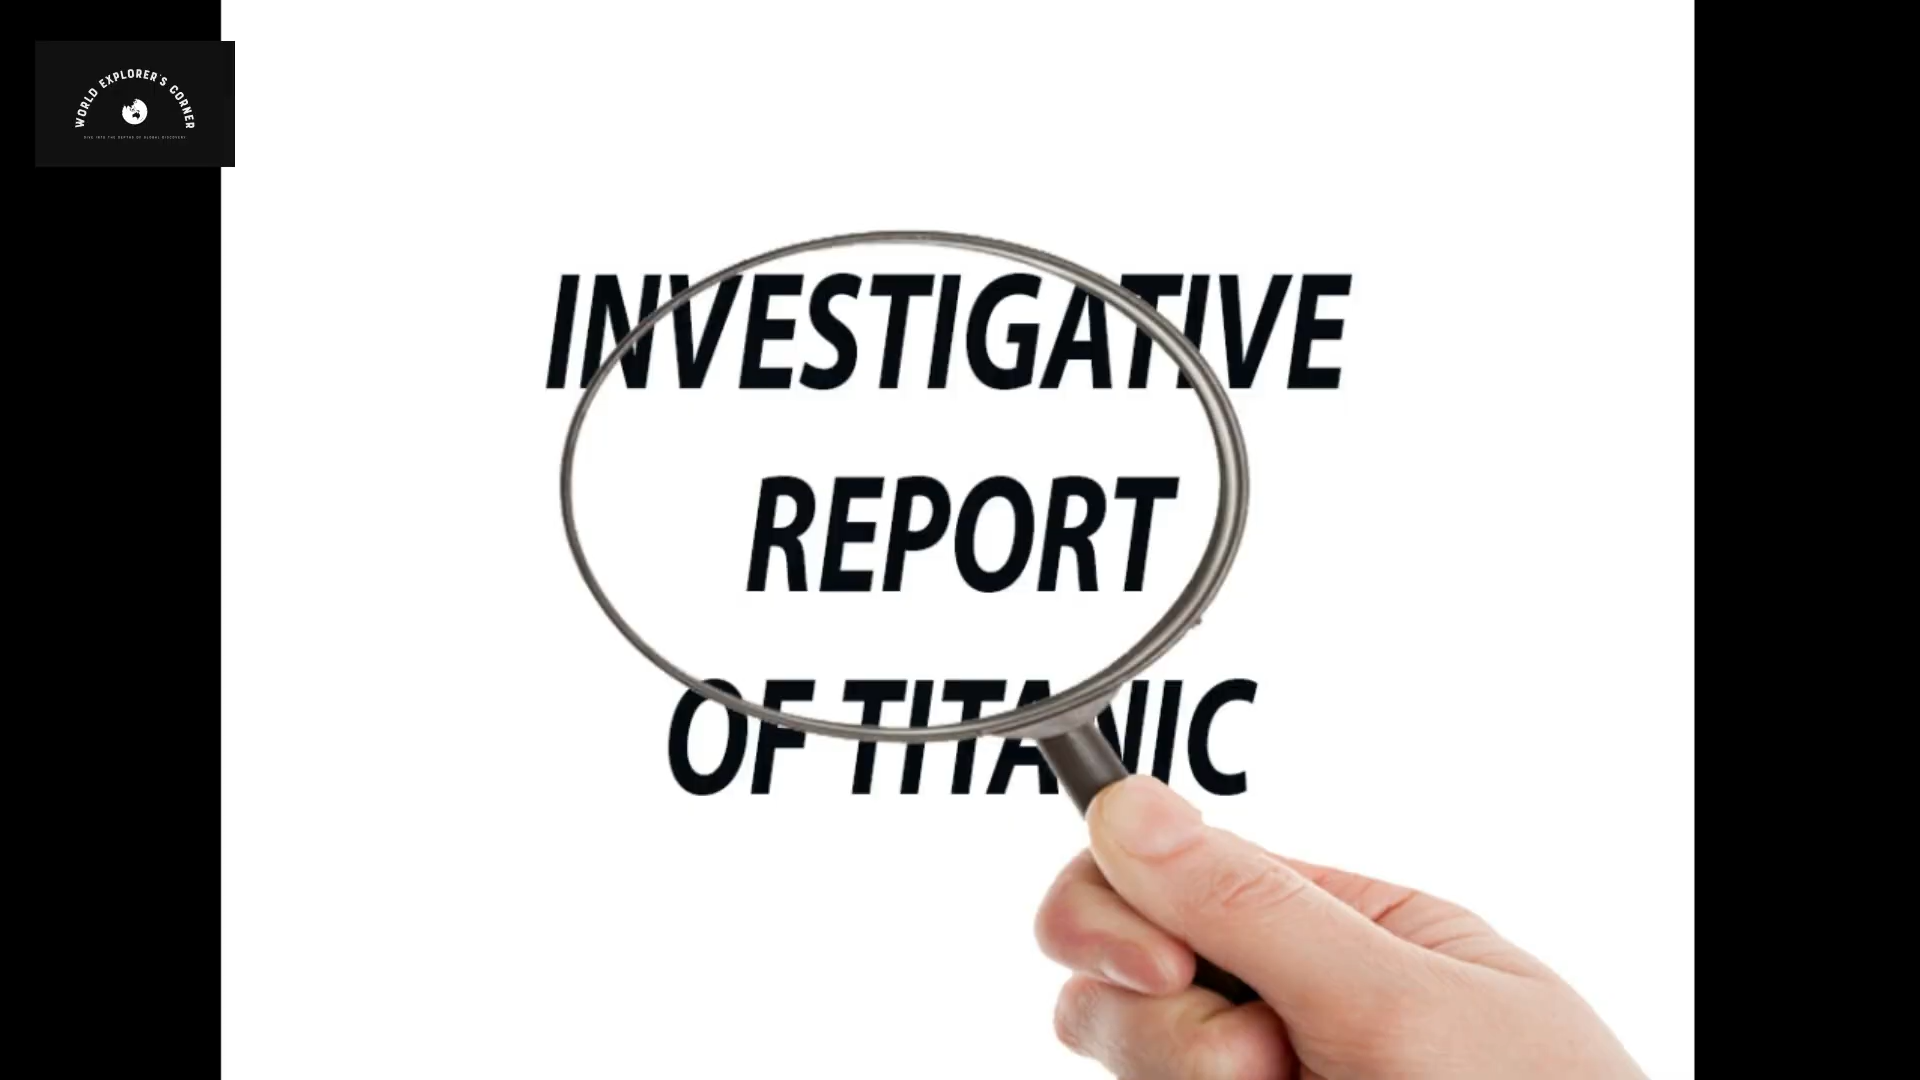 WORLD EXPLORER'S CORNER
INVESTIGATIVE
REPORT
OF TITANIC